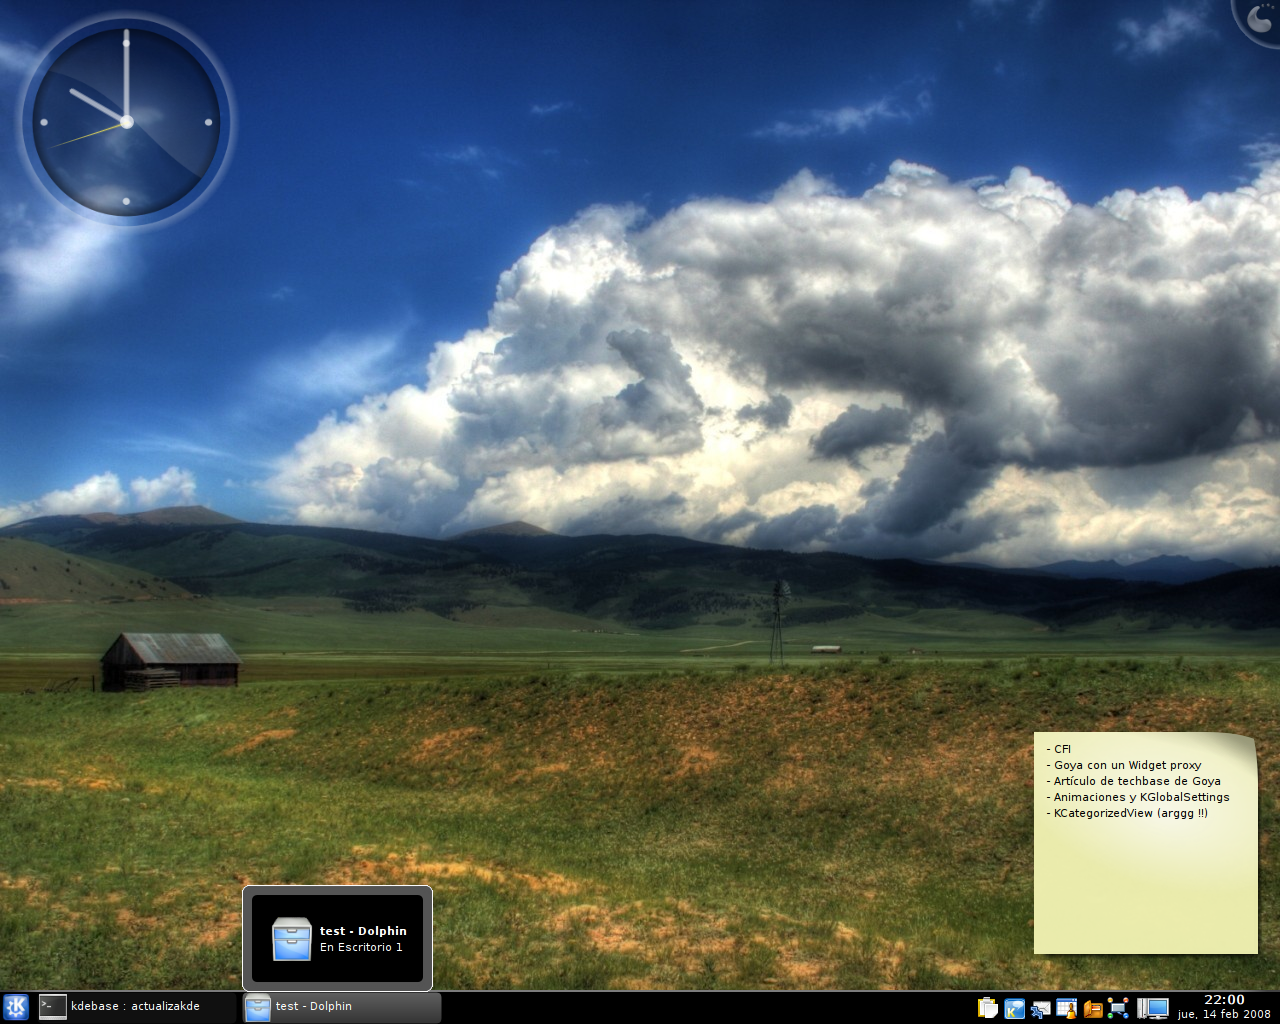 - CFI
- Goya con un Widget proxy
- Artículo de techbase de Goya
- Animaciones y KGlobalSettings
- KCategorizedView (arggg !!)
test - Dolphin
En Escritorio 1
kdebase : actualizakde
test - Dolphin
22:00
jue, 14 feb 2008